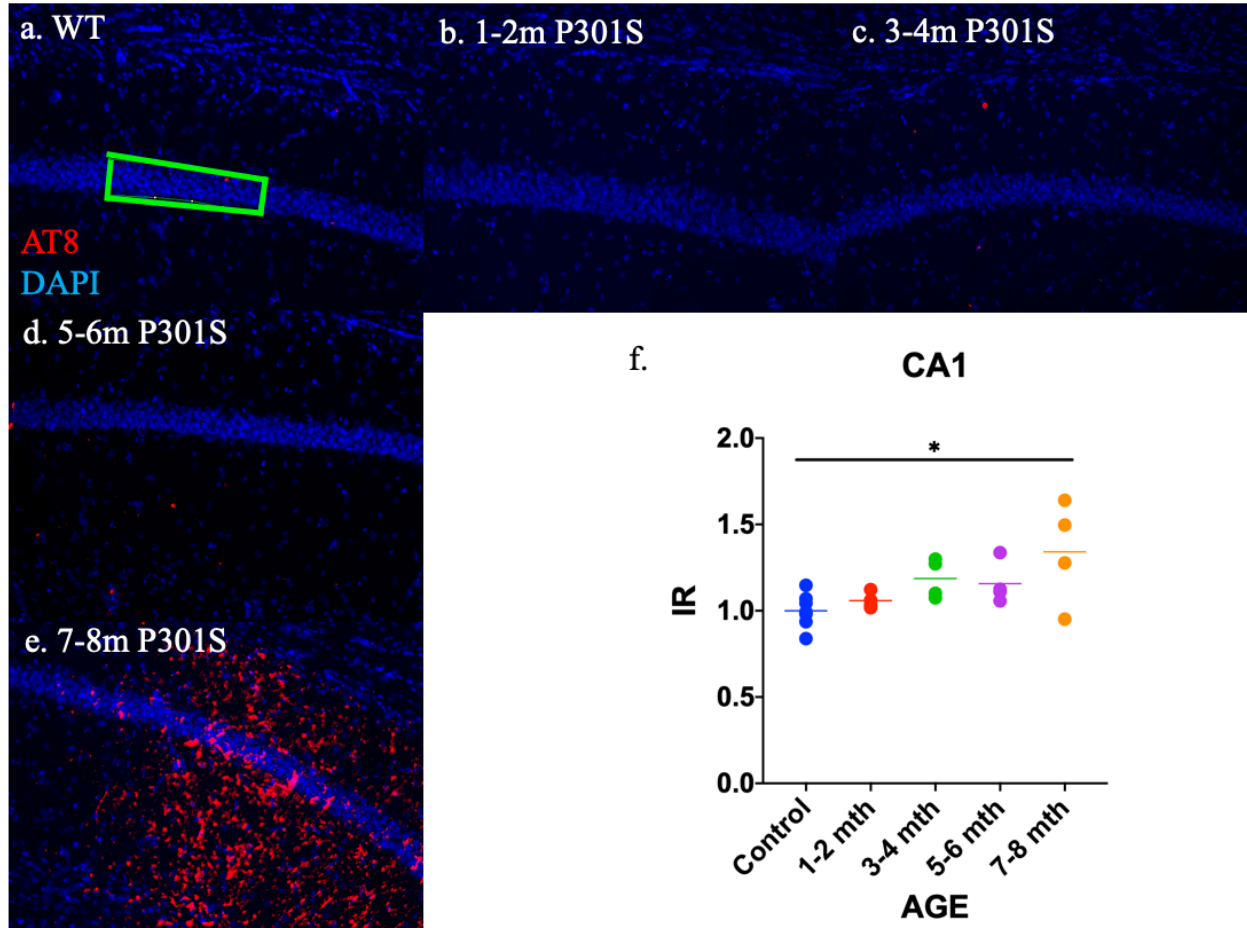 a. WT
b. 1-2m P301S
c. 3-4m P301S
AT8
DAPI
d. 5-6m P301S
e. 7-8m P301S
f.
CA1
*
2.0
1.5
1.0
0.5
0.0
IR
Control
1-2 mth
3-4 mth
5-6 mth
7-8 mth
AGE